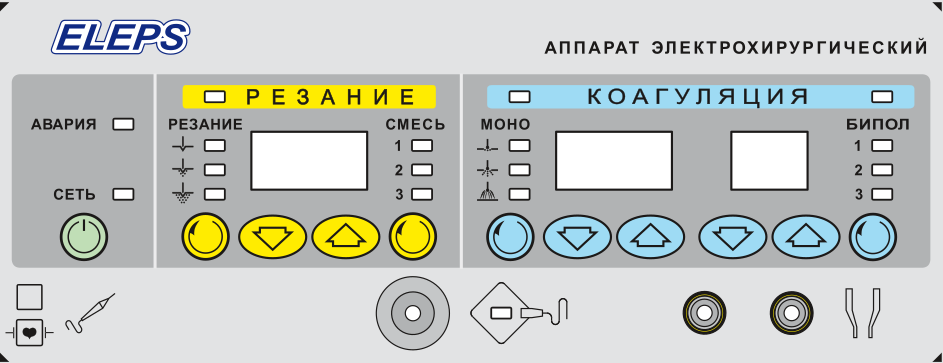 ELEPS
АППАРАТ ЭЛЕКТРОХИРУРГИЧЕСКИЙ
РЕЗАНИЕ
КОАГУЛЯЦИЯ
АВАРИЯ
РЕЗАНИЕ
СМЕСЬ
МОНО
БИПОЛ
1
1
2
2
СЕТЬ
3
3